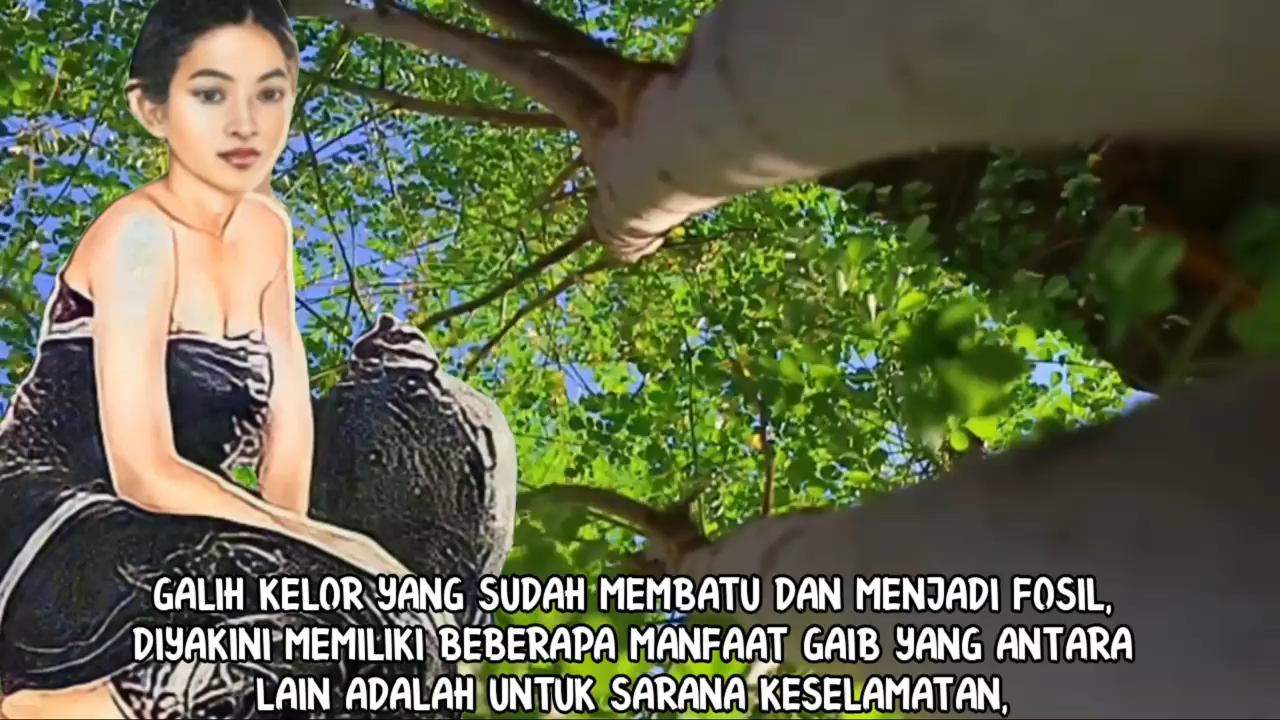 GALIH KELOR YANG SUDAH MEMBATU DAN MENJADI FOSIL,
DIYAKINI MEMILIKI BEBERAPA MANFAAT GAIB YANG ANTARA
LAIN ADALAH UNTUK SARANA KESELAMATAN,